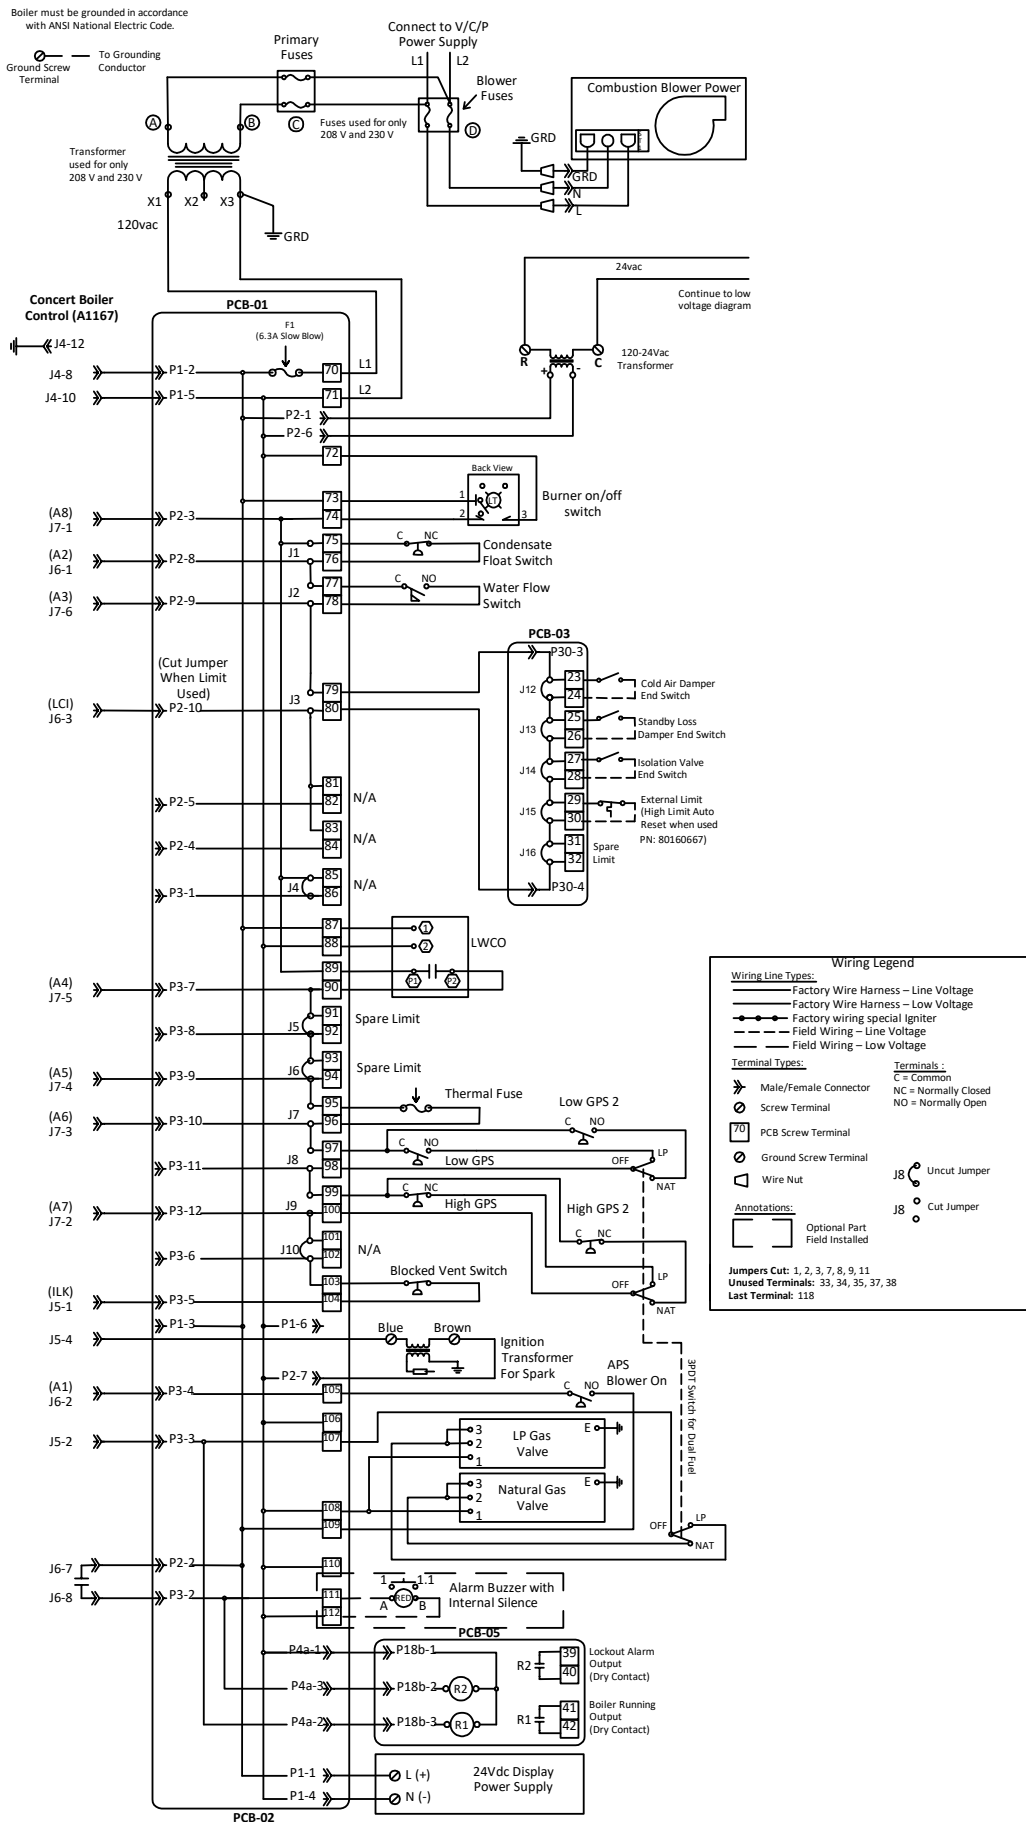 Boiler must be grounded in accordance
with ANSI National Electric Code.
Ground Screw
Terminal
To Grounding
Conductor
Primary
Fuses
Connect to V/C/P
Power Supply
L1
L2
Blower
Fuses
Combustion Blower Power
A
B
C
D
Fuses used for only
208 V and 230 V
GRD
GRD
N
L
Transformer
used for only
208 V and 230 V
X1
X2
X3
120vac
GRD
24vac
Continue to low
voltage diagram
R
C
+
-
120-24Vac
Transformer
Concert Boiler
Control (A1167)
PCB-01
F1
(6.3A Slow Blow)
J4-12
J4-8
P1-2
70
L1
J4-10
P1-5
71
L2
P2-1
P2-6
72
Back View
LT
1
2
3
Burner on/off
switch
73
(A8)
J7-1
P2-3
74
75
C
NC
Condensate
Float Switch
(A2)
J6-1
P2-8
J1
76
77
C
NO
Water Flow
Switch
(A3)
J7-6
P2-9
J2
78
PCB-03
P30-3
(Cut Jumper
When Limit
Used)
J12
23
24
Cold Air Damper
End Switch
(LCI)
J6-3
P2-10
J3
79
80
J13
25
26
Standby Loss
Damper End Switch
J14
27
28
Isolation Valve
End Switch
J15
29
30
External Limit
(High Limit Auto
Reset when used
PN: 80160667)
J16
31
32
Spare
Limit
P30-4
81
P2-5
82
N/A
83
P2-4
84
N/A
85
P3-1
J4
86
N/A
87
1
88
2
LWCO
89
P1
P2
(A4)
J7-5
P3-7
90
91
Spare Limit
P3-8
J5
92
93
Spare Limit
(A5)
J7-4
P3-9
J6
94
95
Thermal Fuse
(A6)
J7-3
P3-10
J7
96
Low GPS 2
C
NO
97
C
NO
P3-11
J8
98
Low GPS
OFF
LP
NAT
99
C
NC
(A7)
J7-2
P3-12
J9
100
High GPS
High GPS 2
C
NC
101
P3-6
J10
102
N/A
103
Blocked Vent Switch
(ILK)
J5-1
P3-5
104
OFF
LP
NAT
P1-3
P1-6
J5-4
Blue
Brown
Ignition
Transformer
For Spark
P2-7
3PDT Switch for Dual Fuel
APS
Blower On
C
NO
(A1)
J6-2
P3-4
105
106
J5-2
P3-3
107
3
2
1
LP Gas
Valve
E
3
2
1
Natural Gas
Valve
E
108
109
OFF
LP
NAT
J6-7
P2-2
110
J6-8
P3-2
111
112
1
1.1
A
RED
B
Alarm Buzzer with
Internal Silence
PCB-05
P4a-1
P18b-1
P4a-3
P18b-2
R2
P4a-2
P18b-3
R1
R2
39
40
Lockout Alarm
Output
(Dry Contact)
R1
41
42
Boiler Running
Output
(Dry Contact)
P1-1
L (+)
P1-4
N (-)
24Vdc Display
Power Supply
PCB-02
Wiring Legend
Wiring Line Types:
Factory Wire Harness – Line Voltage
Factory Wire Harness – Low Voltage
Factory wiring special Igniter
Field Wiring – Line Voltage
Field Wiring – Low Voltage
Terminal Types:
Male/Female Connector
Screw Terminal
70
PCB Screw Terminal
Ground Screw Terminal
Wire Nut
Terminals :
C = Common
NC = Normally Closed
NO = Normally Open
J8
Uncut Jumper
J8
Cut Jumper
Annotations:
Optional Part
Field Installed
Jumpers Cut: 1, 2, 3, 7, 8, 9, 11
Unused Terminals: 33, 34, 35, 37, 38
Last Terminal: 118